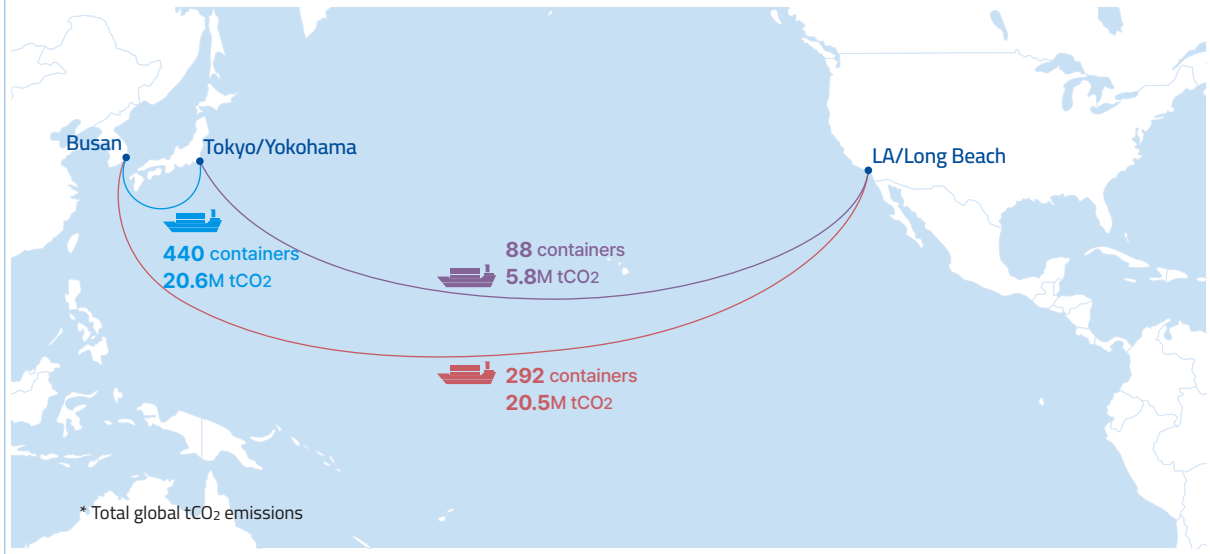 Busan
Tokyo/Yokohama
LA/Long Beach
440 containers
20.6M tCO2
88 containers
5.8M tCO2
292 containers
20.5M tCO2
* Total global tCO₂ emissions